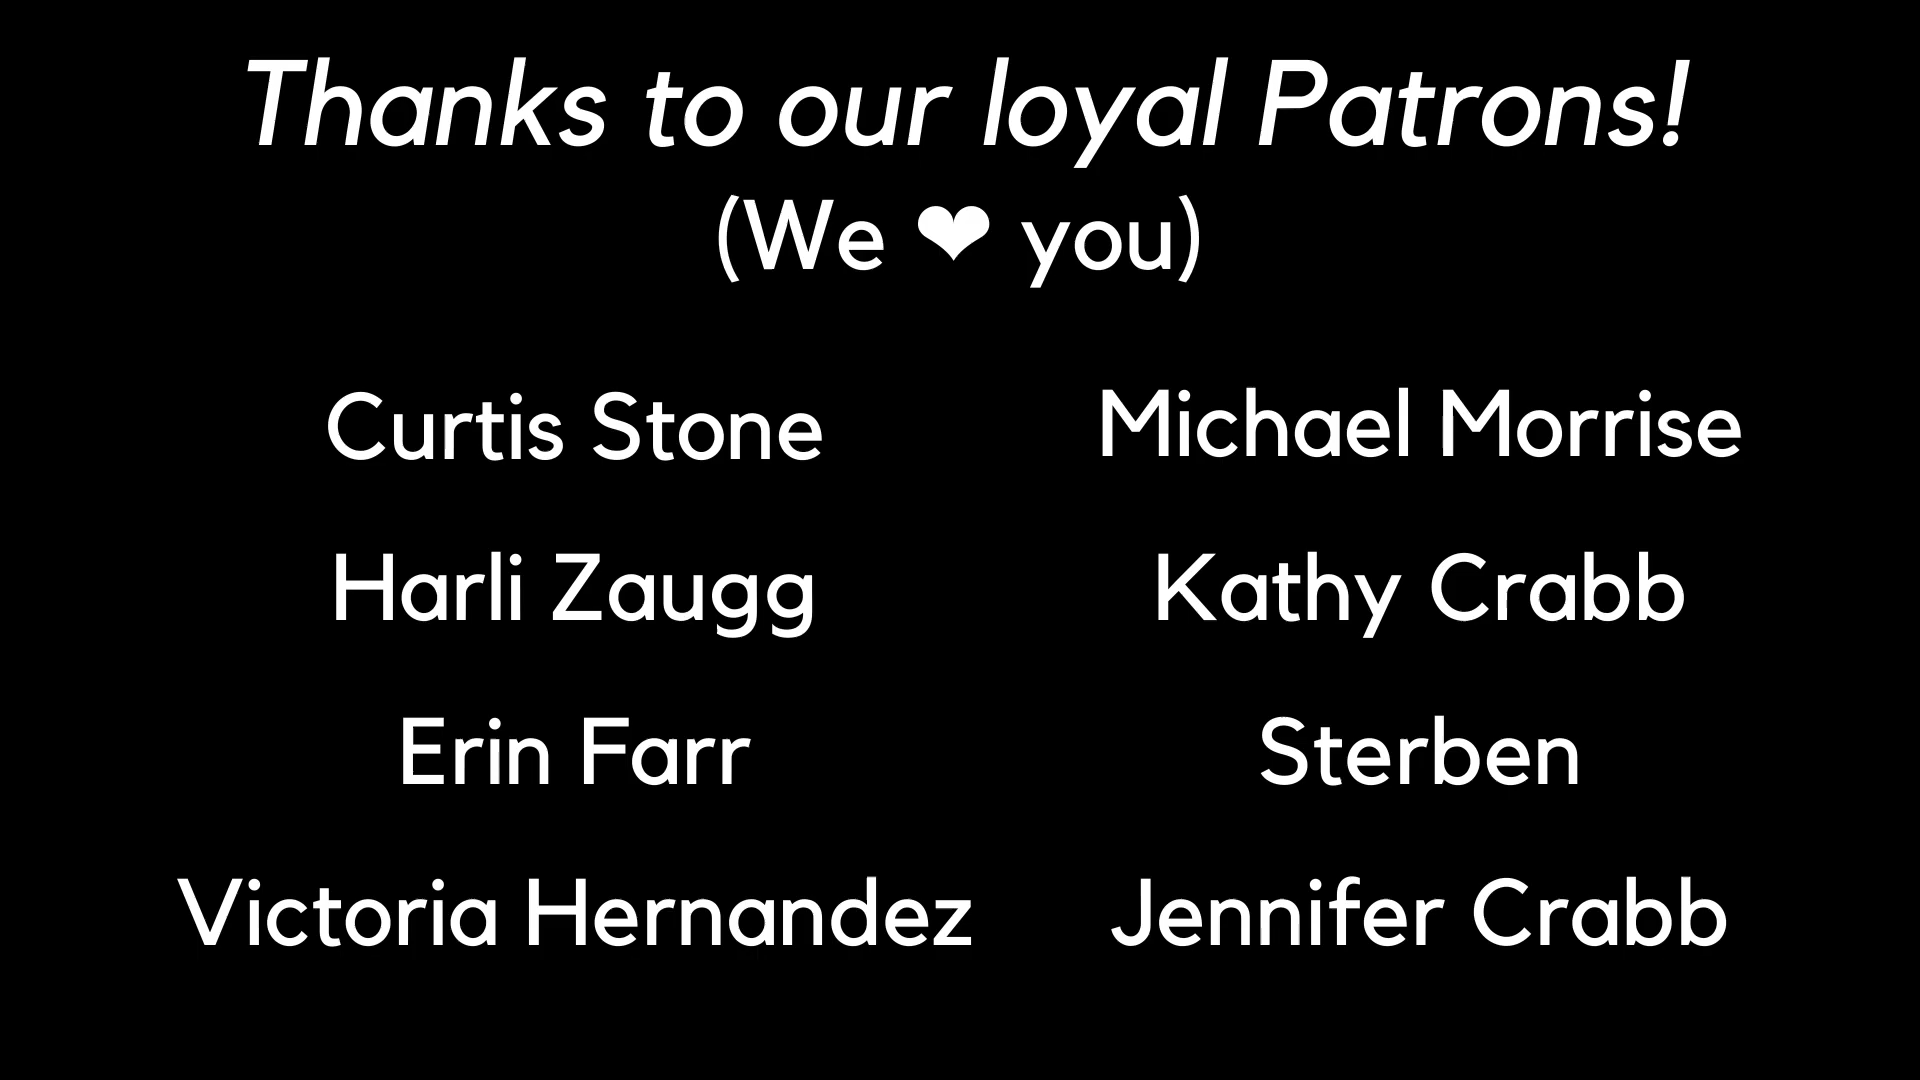 Thanks to our loyal Patrons!
(We ❤ you)
Curtis Stone
Harli Zaugg
Erin Farr
Victoria Hernandez
Michael Morrise
Kathy Crabb
Sterben
Jennifer Crabb